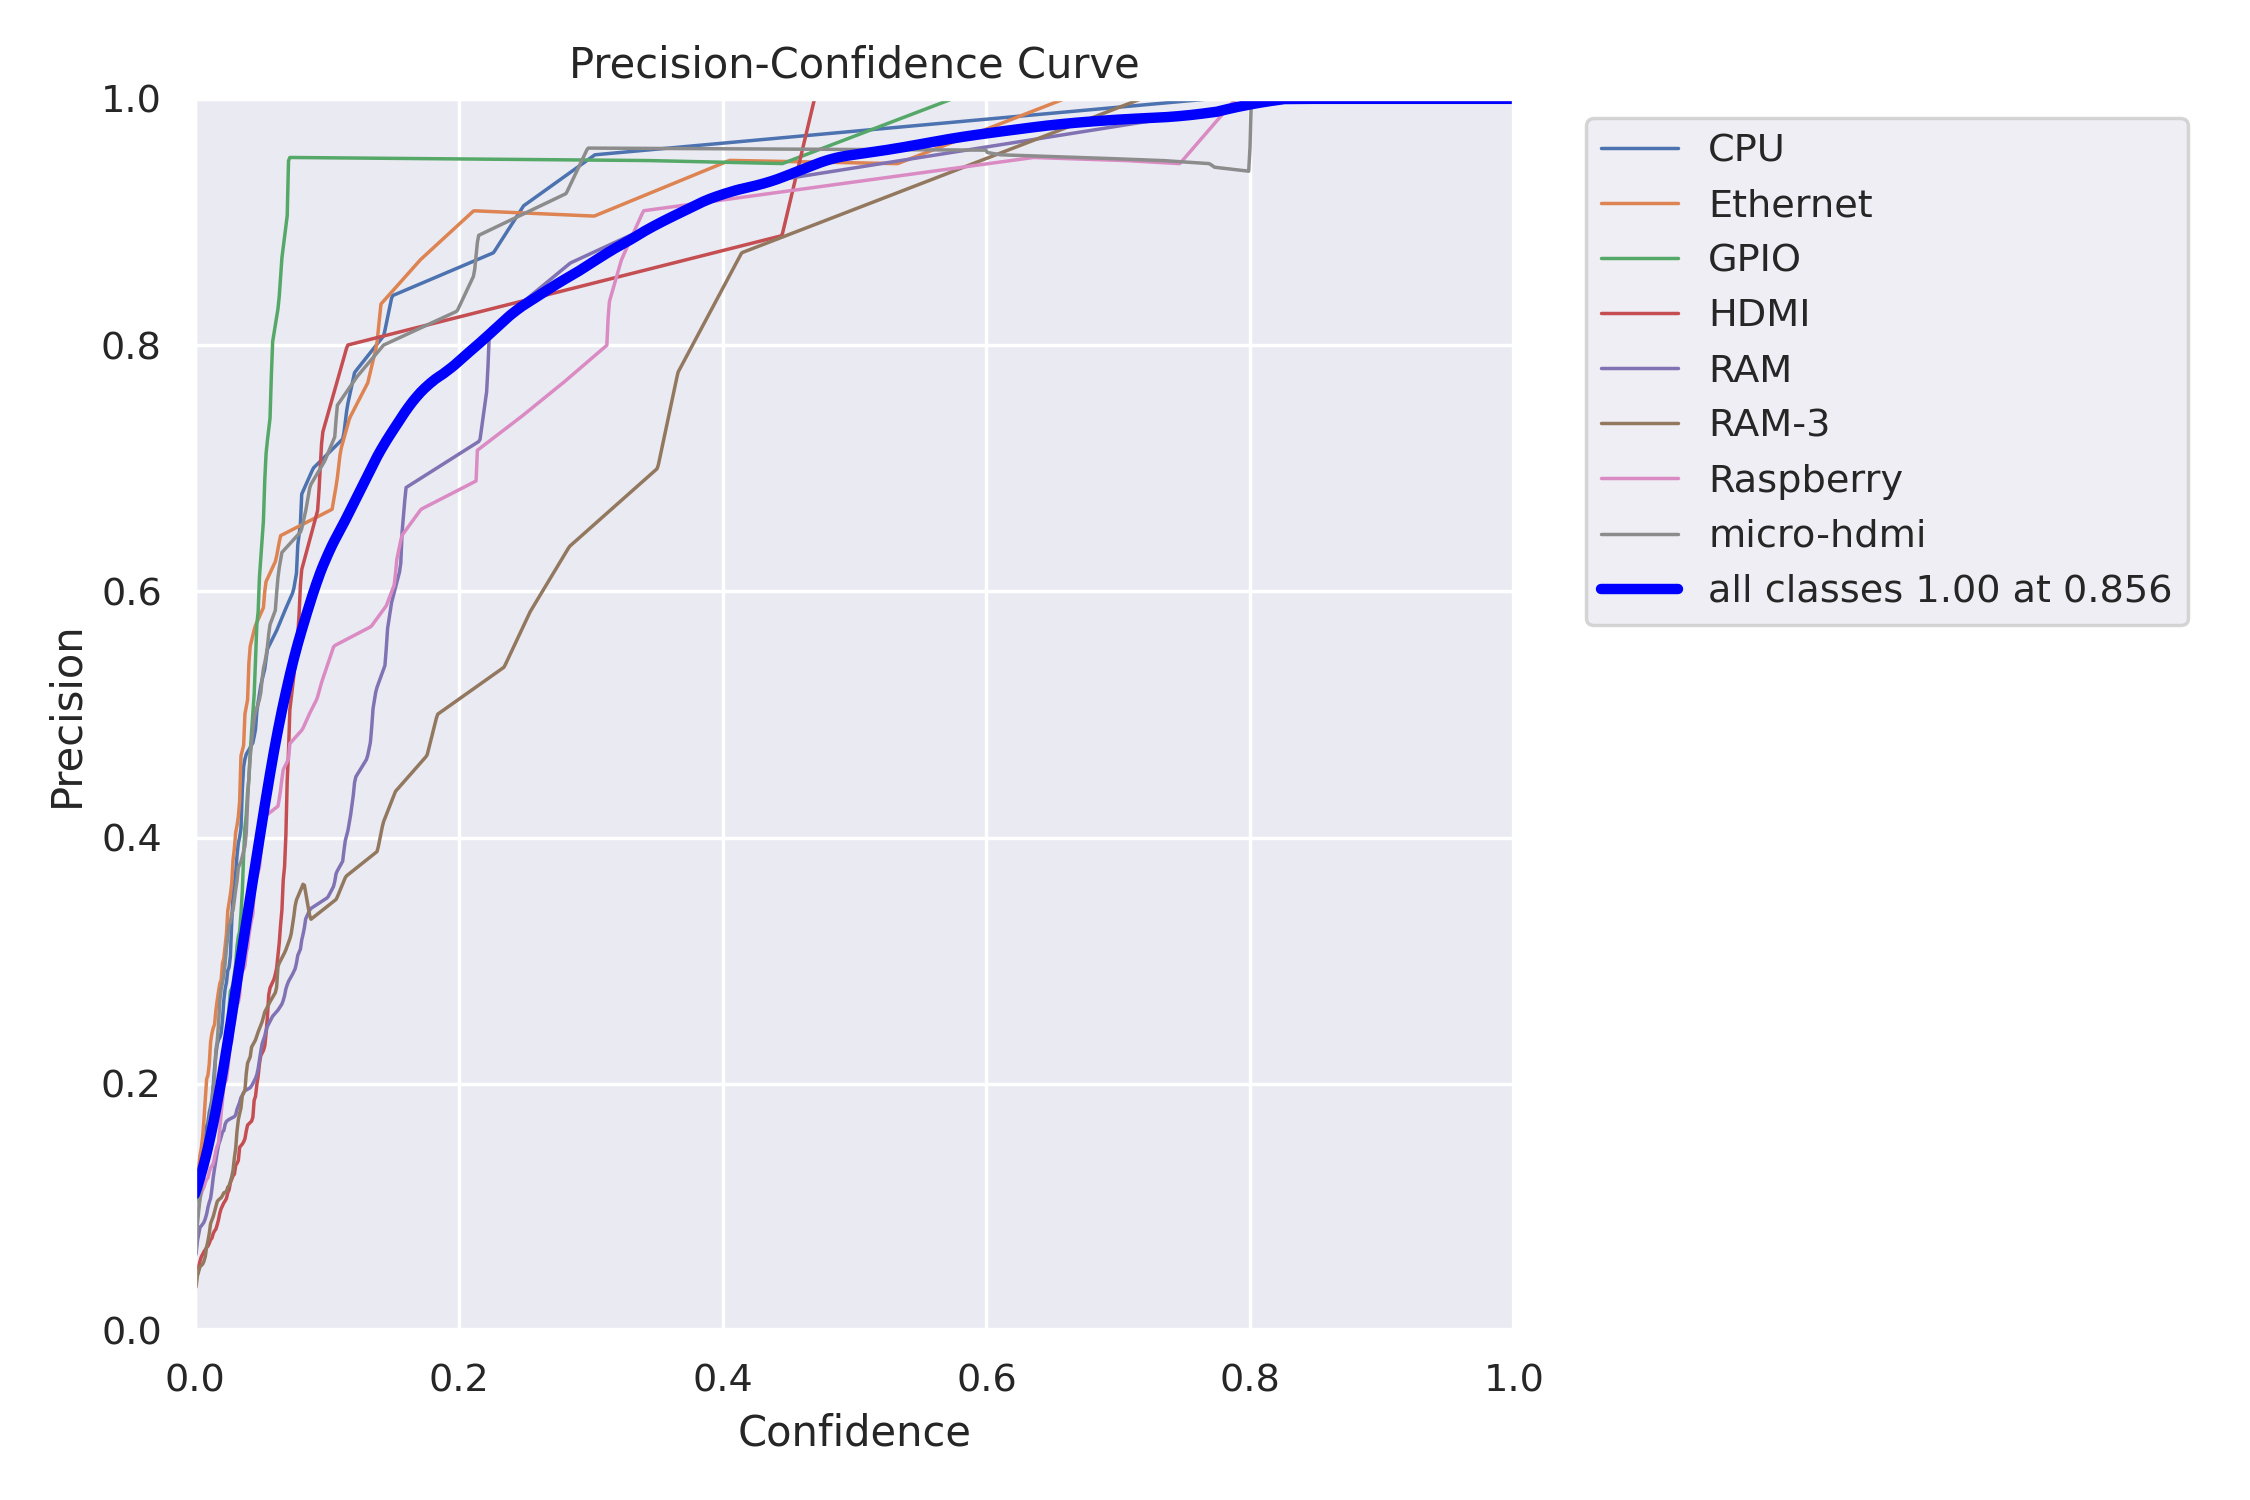 Precision-Confidence Curve
1.0
0.8
0.6
0.4
0.2
0.0
Precision
0.0 0.2 0.4 0.6 0.8 1.0
Confidence
CPU
Ethernet
GPIO
HDMI
RAM
RAM-3
Raspberry
micro-hdmi
all classes 1.00 at 0.856